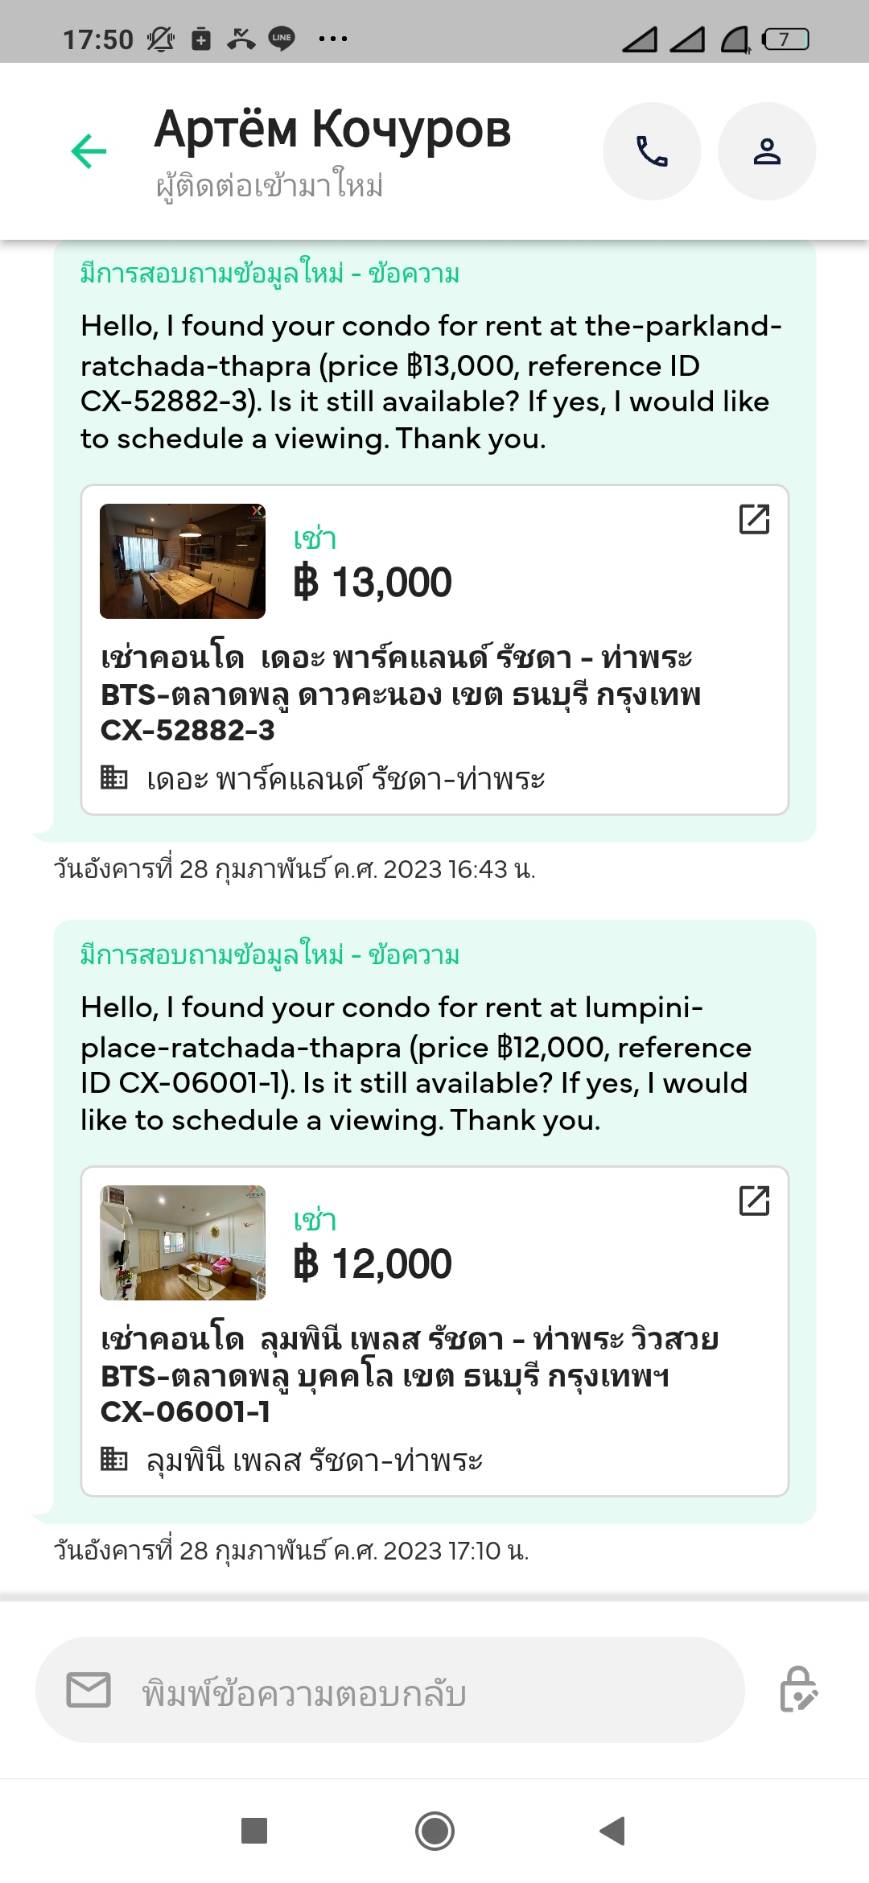 17:50
LINE
7
Артём Кочуров
ผู้ติดต่อเข้ามาใหม่
มีการสอบถามข้อมูลใหม่ - ข้อความ
Hello, I found your condo for rent at the-parkland-
ratchada-thapra (price ฿13,000, reference ID
CX-52882-3). Is it still available? If yes, I would like
to schedule a viewing. Thank you.
เช่า
฿ 13,000
เช่าคอนโด เดอะ พาร์คแลนด์ รัชดา - ท่าพระ
BTS-ตลาดพลู ดาวคะนอง เขต ธนบุรี กรุงเทพ
CX-52882-3
เดอะ พาร์คแลนด์ รัชดา-ท่าพระ
วันอังคารที่ 28 กุมภาพันธ์ ค.ศ. 2023 16:43 น.
มีการสอบถามข้อมูลใหม่ - ข้อความ
Hello, I found your condo for rent at lumpini-
place-ratchada-thapra (price ฿12,000, reference
ID CX-06001-1). Is it still available? If yes, I would
like to schedule a viewing. Thank you.
เช่า
฿ 12,000
เช่าคอนโด ลุมพินี เพลส รัชดา - ท่าพระ วิวสวย
BTS-ตลาดพลู บุคคโล เขต ธนบุรี กรุงเทพฯ
CX-06001-1
ลุมพินี เพลส รัชดา-ท่าพระ
วันอังคารที่ 28 กุมภาพันธ์ ค.ศ. 2023 17:10 น.
พิมพ์ข้อความตอบกลับ